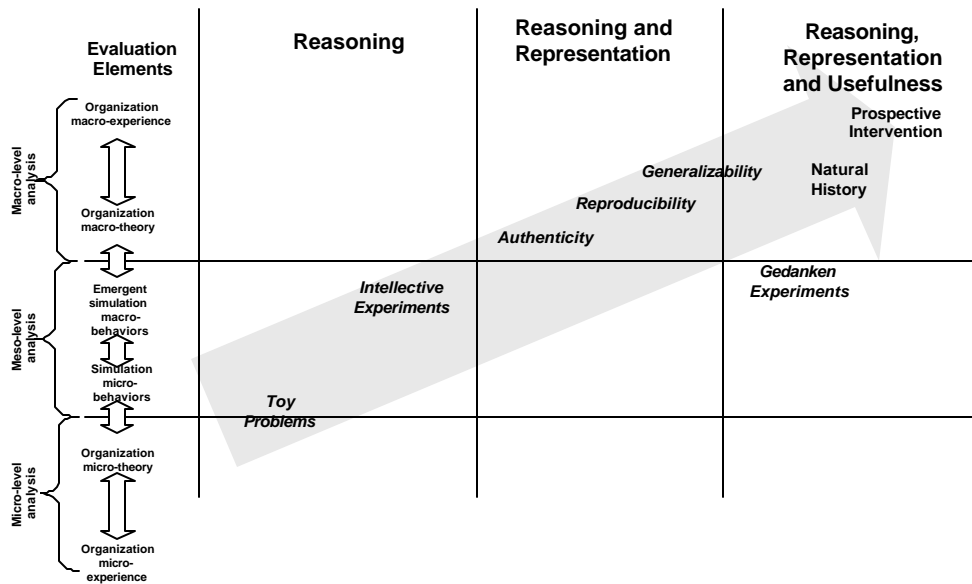 Evaluation
Elements
Reasoning
Reasoning and
Representation
Reasoning,
Representation
and Usefulness
Macro-level
analysis
Organization
macro-experience
Organization
macro-theory
Prospective
Intervention
Natural
History
Generalizability
Reproducibility
Authenticity
Meso-level
analysis
Emergent
simulation
macro-
behaviors
Simulation
micro-
behaviors
Intellective
Experiments
Gedanken
Experiments
Toy
Problems
Micro-level
analysis
Organization
micro-theory
Organization
micro-
experience